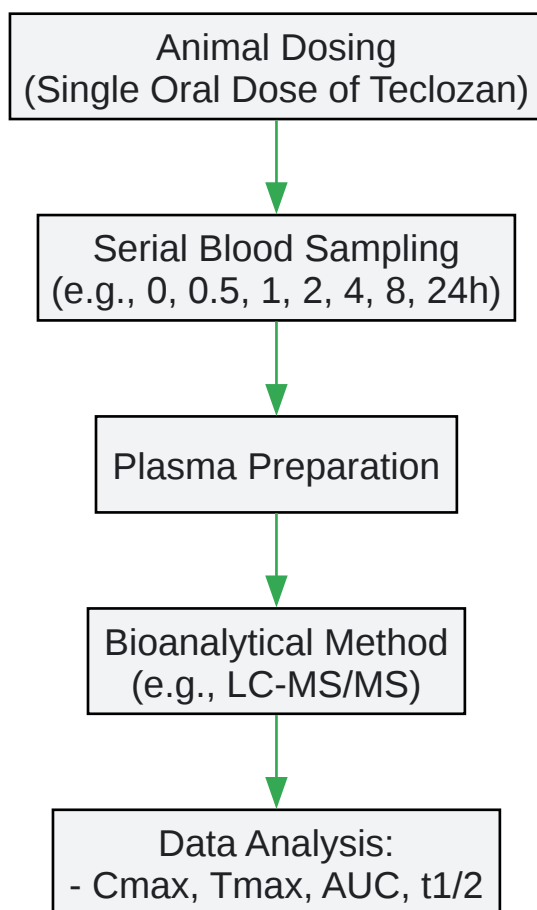 Animal Dosing
(Single Oral Dose of Teclozan)
Serial Blood Sampling
(e.g., 0, 0.5, 1, 2, 4, 8, 24h)
Plasma Preparation
Bioanalytical Method
(e.g., LC-MS/MS)
Data Analysis:
- Cmax, Tmax, AUC, t1/2